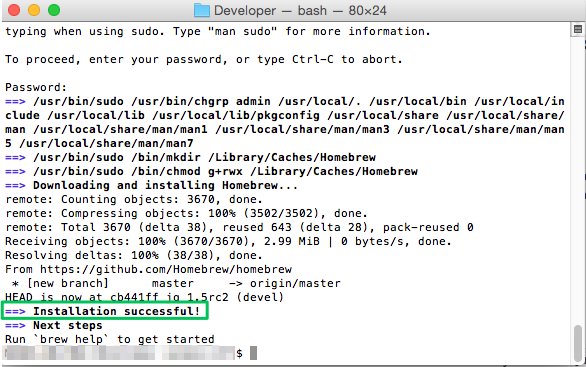 Developer — bash — 80×24
typing when using sudo. Type "man sudo" for more information.
To proceed, enter your password, or type Ctrl-C to abort.
Password:
==> /usr/bin/sudo /usr/bin/chgrp admin /usr/local/. /usr/local/bin /usr/local/in
clude /usr/local/lib /usr/local/lib/pkgconfig /usr/local/share /usr/local/share/
man /usr/local/share/man/man1 /usr/local/share/man/man3 /usr/local/share/man/man
5 /usr/local/share/man/man7
==> /usr/bin/sudo /bin/mkdir /Library/Caches/Homebrew
==> /usr/bin/sudo /bin/chmod g+rwx /Library/Caches/Homebrew
==> Downloading and installing Homebrew...
remote: Counting objects: 3670, done.
remote: Compressing objects: 100% (3502/3502), done.
remote: Total 3670 (delta 38), reused 643 (delta 28), pack-reused 0
Receiving objects: 100% (3670/3670), 2.99 MiB | 0 bytes/s, done.
Resolving deltas: 100% (38/38), done.
From https://github.com/Homebrew/homebrew
* [new branch] master -> origin/master
HEAD is now at cb441ff jq 1.5rc2 (devel)
==> Installation successful!
==> Next steps
Run `brew help` to get started
$